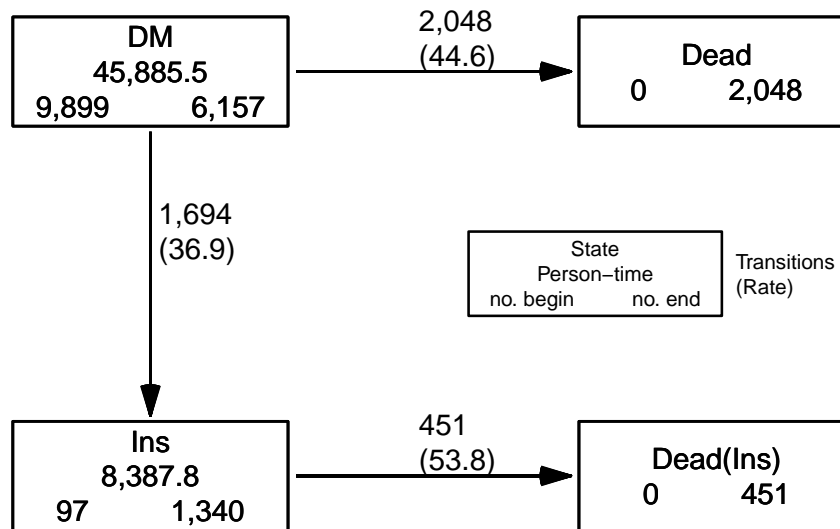 DM
45,885.5
9,899 6,157
2,048
(44.6)
Dead
0 2,048
1,694
(36.9)
State
Person−time
no. begin no. end
Transitions
(Rate)
Ins
8,387.8
97 1,340
451
(53.8)
Dead(Ins)
0 451